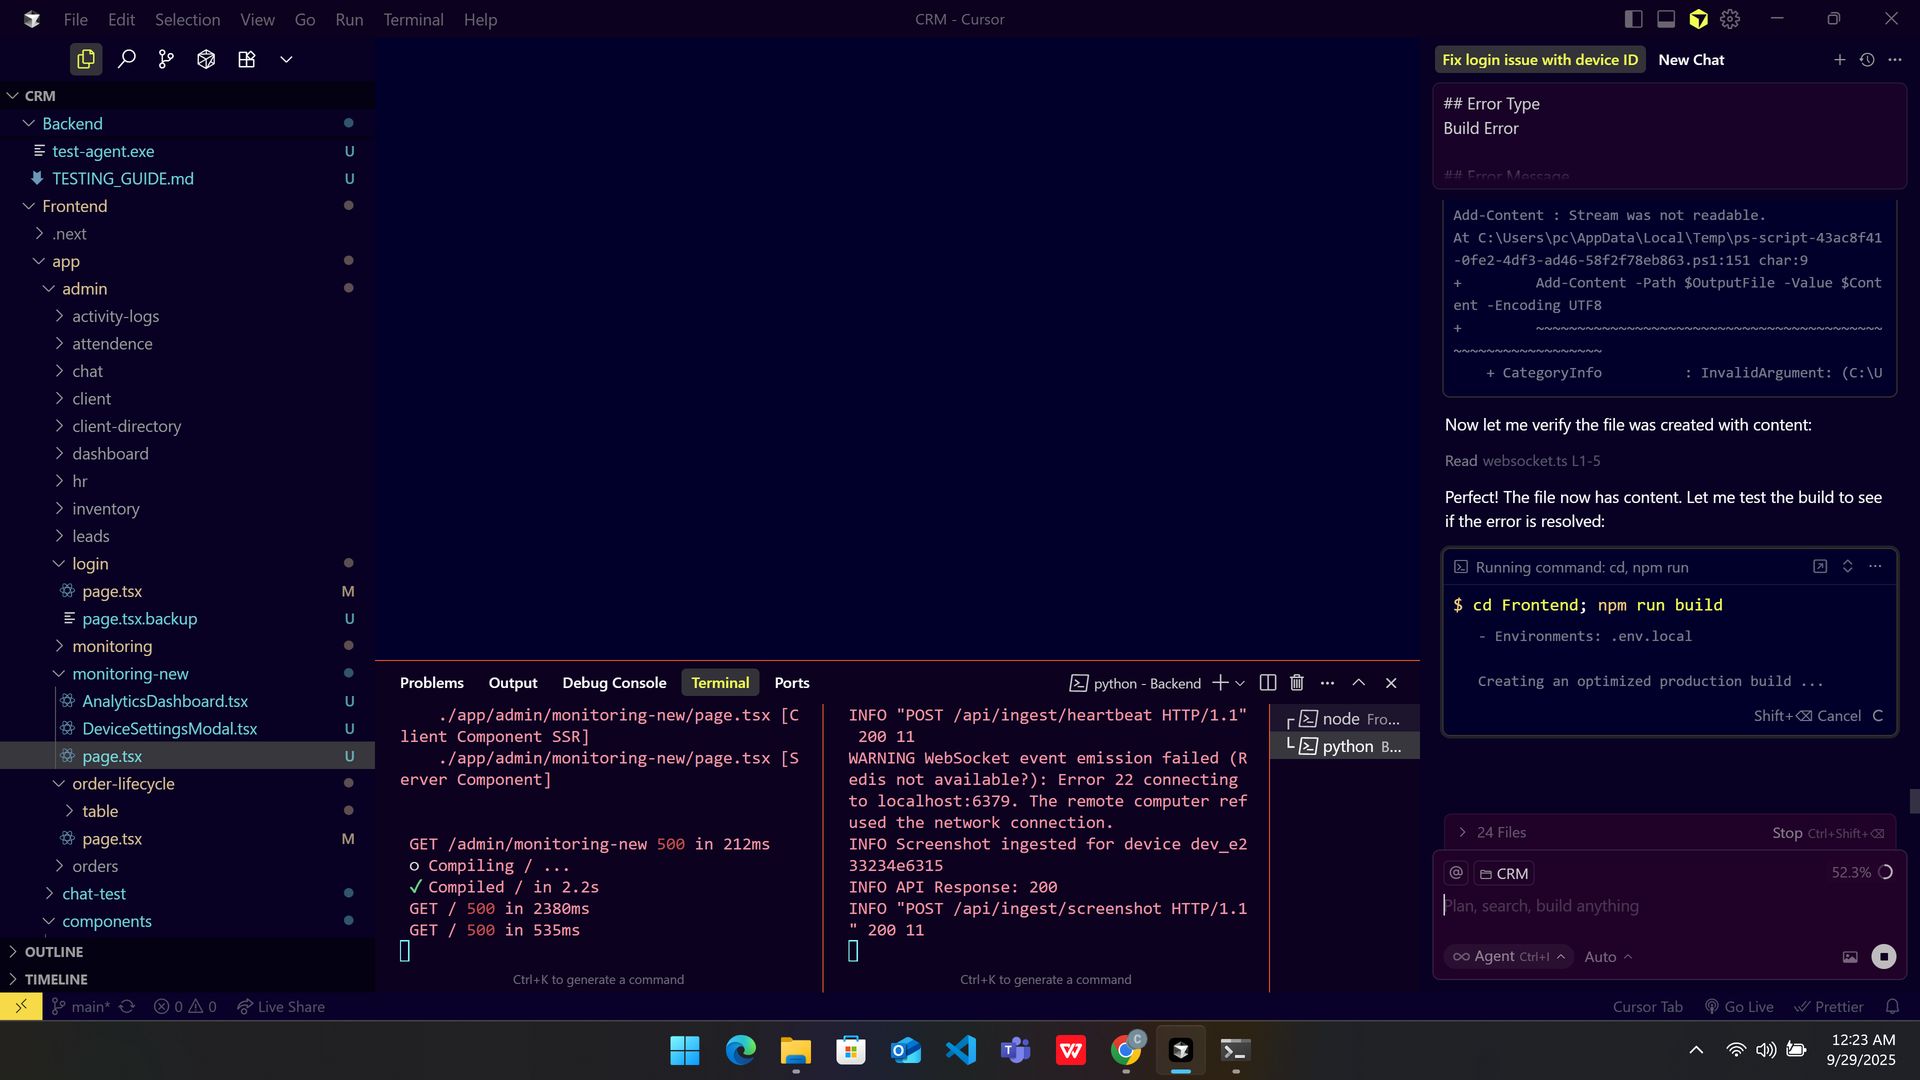 File Edit Selection View Go Run Terminal Help
CRM - Cursor
CRM
Backend
test-agent.exe U
TESTING_GUIDE.md U
Frontend
.next
app
admin
activity-logs
attendence
chat
client
client-directory
dashboard
hr
inventory
leads
login
page.tsx M
page.tsx.backup U
monitoring
monitoring-new
AnalyticsDashboard.tsx U
DeviceSettingsModal.tsx U
page.tsx U
order-lifecycle
table
page.tsx M
orders
chat-test
components
OUTLINE
TIMELINE
Problems Output Debug Console Terminal Ports
python - Backend
./app/admin/monitoring-new/page.tsx [C
lient Component SSR]
./app/admin/monitoring-new/page.tsx [S
erver Component]
GET /admin/monitoring-new 500 in 212ms
○ Compiling / ...
✓ Compiled / in 2.2s
GET / 500 in 2380ms
GET / 500 in 535ms
Ctrl+K to generate a command
INFO "POST /api/ingest/heartbeat HTTP/1.1"
200 11
WARNING WebSocket event emission failed (R
edis not available?): Error 22 connecting
to localhost:6379. The remote computer ref
used the network connection.
INFO Screenshot ingested for device dev_e2
33234e6315
INFO API Response: 200
INFO "POST /api/ingest/screenshot HTTP/1.1
" 200 11
Ctrl+K to generate a command
node Fro...
python B...
Fix login issue with device ID New Chat
## Error Type
Build Error
## Error Message
Add-Content : Stream was not readable.
At C:\Users\pc\AppData\Local\Temp\ps-script-43ac8f41
-0fe2-4df3-ad46-58f2f78eb863.ps1:151 char:9
+ Add-Content -Path $OutputFile -Value $Cont
ent -Encoding UTF8
+ ~~~~~~~~~~~~~~~~~~~~~~~~~~~~~~~~~~~~~~~~~~
~~~~~~~~~~~~~~~~~~
+ CategoryInfo : InvalidArgument: (C:\U
Now let me verify the file was created with content:
Read websocket.ts L1-5
Perfect! The file now has content. Let me test the build to see
if the error is resolved:
Running command: cd, npm run
$ cd Frontend; npm run build
- Environments: .env.local
Creating an optimized production build ...
Shift+⌫ Cancel
24 Files Stop Ctrl+Shift+⌫
@ CRM 52.3%
Plan, search, build anything
Agent Ctrl+I Auto
main* 0 0 Live Share
Cursor Tab Go Live Prettier
C
12:23 AM
9/29/2025